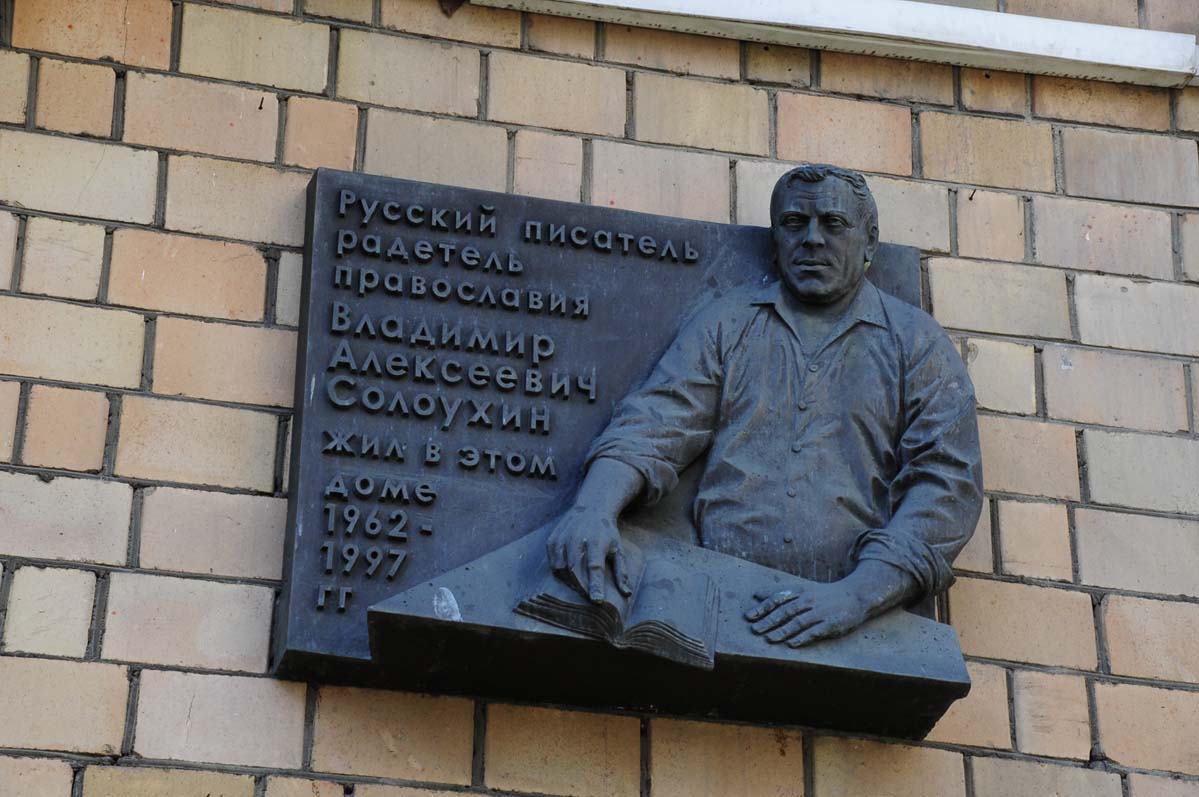 Русский писатель
радетель
православия
Владимир
Алексеевич
Солоухин
жил в этом
доме
1962-
1997
гг